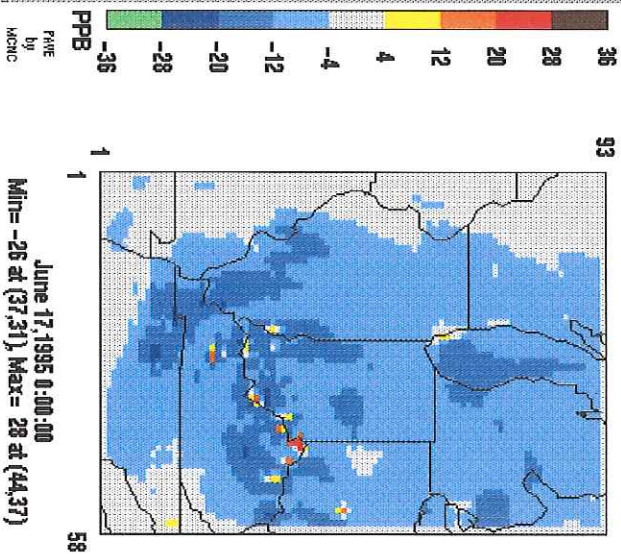 36
28
20
12
4
-4
-12
-20
-28
-36
PPB
PAVE
by
MCNC
93
1
1
58
June 17,1995 0:00:00
Min= -26 at (37,31), Max= 28 at (44,37)